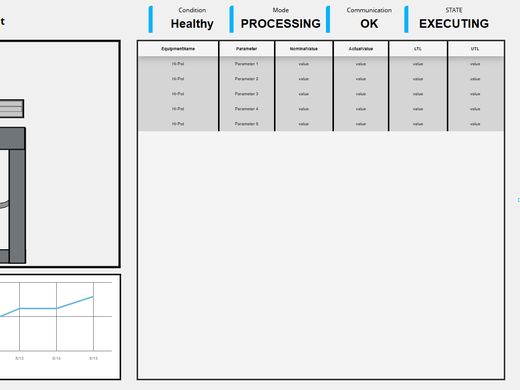 t
Condition Mode Communication STATE
Healthy PROCESSING OK EXECUTING
EquipmentName Parameter NominalValue ActualValue LTL UTL
Hi-Pot Parameter 1 value value value value
Hi-Pot Parameter 2 value value value value
Hi-Pot Parameter 3 value value value value
Hi-Pot Parameter 4 value value value value
Hi-Pot Parameter 5 value value value value